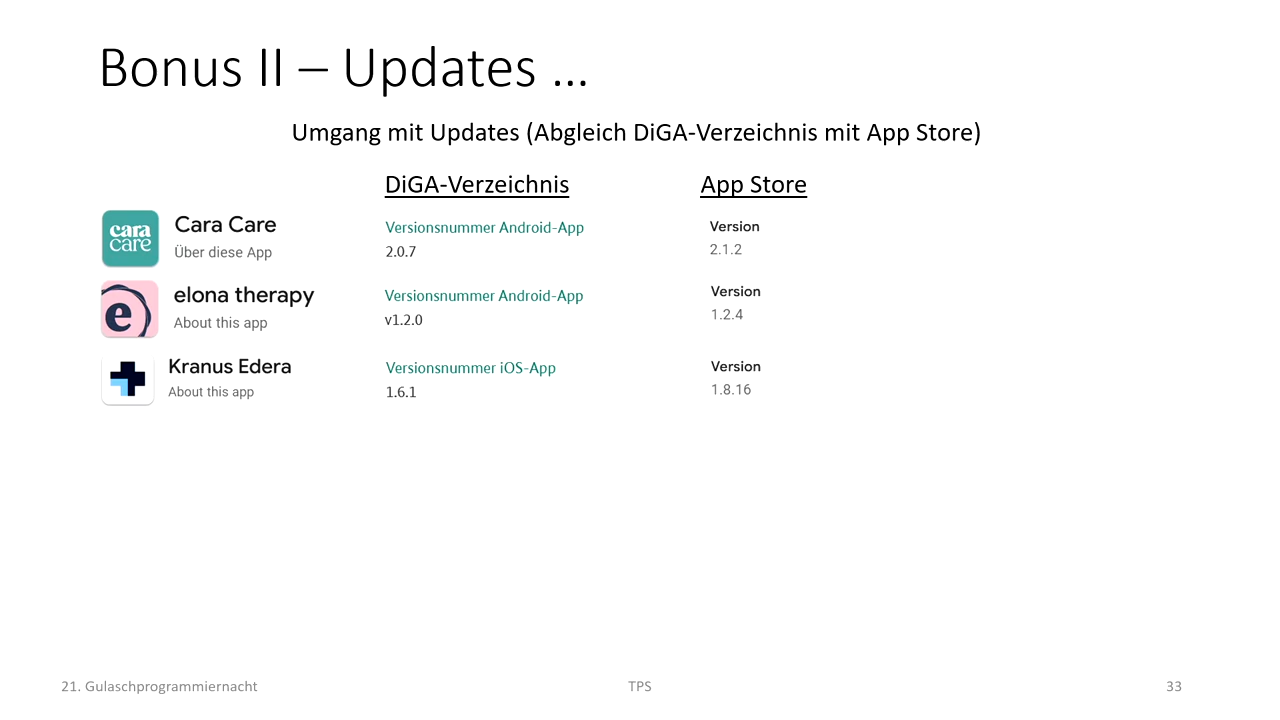 Bonus II – Updates ...
Umgang mit Updates (Abgleich DiGA-Verzeichnis mit App Store)
DiGA-Verzeichnis App Store
cara
care
Cara Care
Über diese App
Versionsnummer Android-App
2.0.7
Version
2.1.2
e
elona therapy
About this app
Versionsnummer Android-App
v1.2.0
Version
1.2.4
Kranus Edera
About this app
Versionsnummer iOS-App
1.6.1
Version
1.8.16
21. Gulaschprogrammiernacht TPS 33